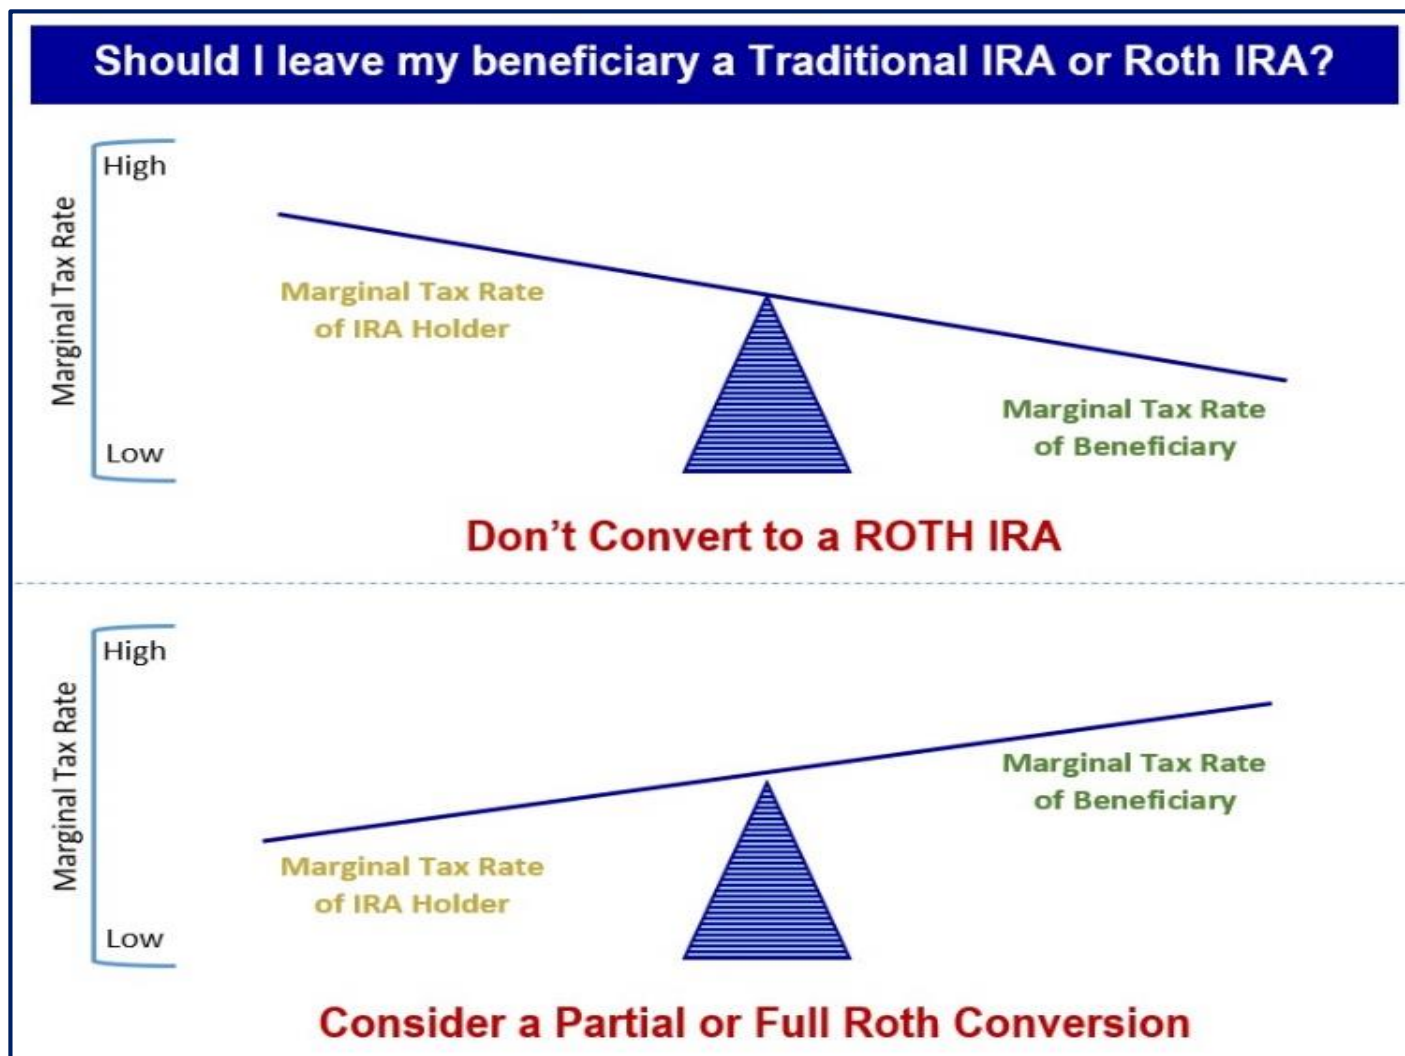 Should I leave my beneficiary a Traditional IRA or Roth IRA?
High
Marginal Tax Rate
Low
Marginal Tax Rate
of IRA Holder
Marginal Tax Rate
of Beneficiary
Don’t Convert to a ROTH IRA
High
Marginal Tax Rate
Low
Marginal Tax Rate
of Beneficiary
Marginal Tax Rate
of IRA Holder
Consider a Partial or Full Roth Conversion